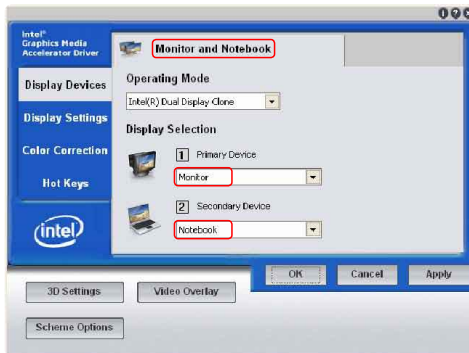 Intel®
Graphics Media
Accelerator Driver
Monitor and Notebook
Display Devices
Display Settings
Color Correction
Hot Keys
intel
Operating Mode
Intel(R) Dual Display Clone
Display Selection
1 Primary Device
Monitor
2 Secondary Device
Notebook
OK Cancel Apply
3D Settings Video Overlay
Scheme Options